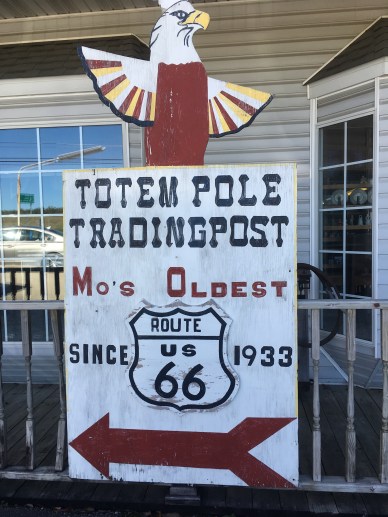 TOTEM POLE
TRADINGPOST
MO'S OLDEST
ROUTE
SINCE US 1933
66